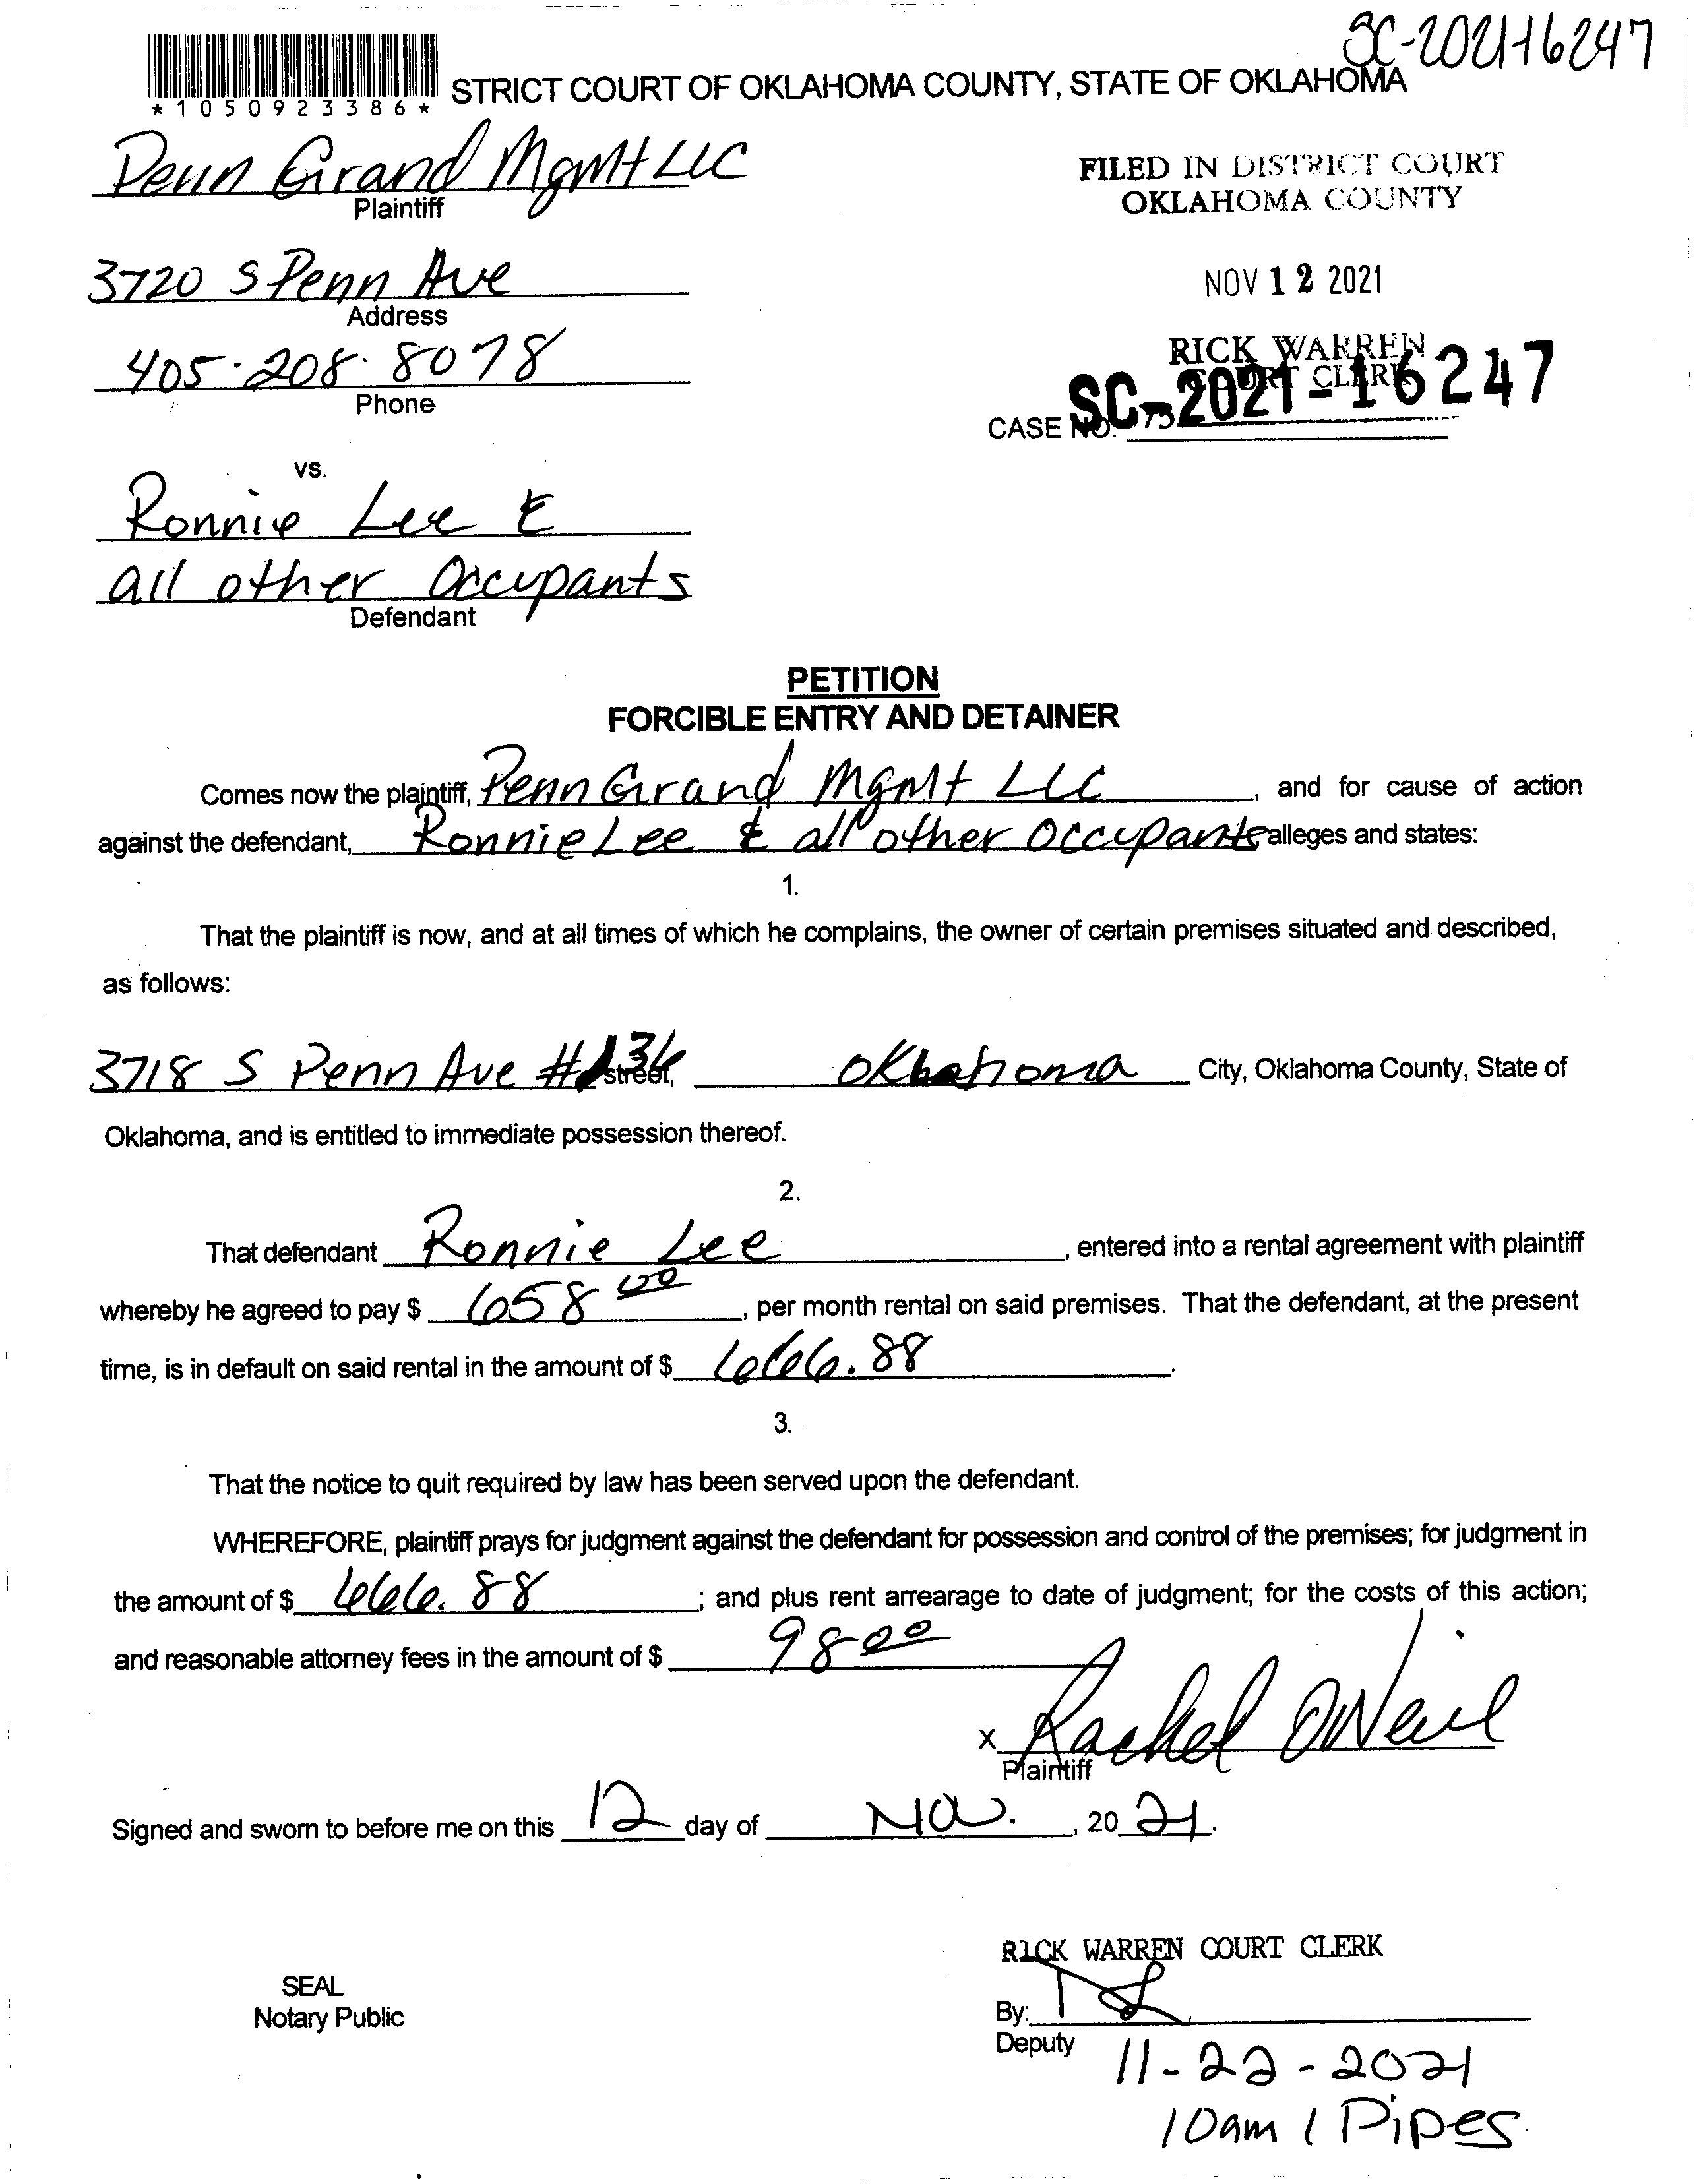 SC-2021-16247
*1050923386*
STRICT COURT OF OKLAHOMA COUNTY, STATE OF OKLAHOMA
Penn Grand Mgmt LLC
Plaintiff
FILED IN DISTRICT COURT
OKLAHOMA COUNTY
3720 S Penn Ave
Address
NOV 12 2021
405-208-8078
Phone
RICK WARREN
COURT CLERK
CASE NO. SC-2021-16247
vs.
Ronnie Lee &
all other Occupants
Defendant
PETITION
FORCIBLE ENTRY AND DETAINER
Comes now the plaintiff, Penn Grand Mgmt LLC, and for cause of action
against the defendant, Ronnie Lee & all other Occupants alleges and states:
1.
That the plaintiff is now, and at all times of which he complains, the owner of certain premises situated and described,
as follows:
3718 S Penn Ave # 136 street, Oklahoma City, Oklahoma County, State of
Oklahoma, and is entitled to immediate possession thereof.
2.
That defendant Ronnie Lee, entered into a rental agreement with plaintiff
whereby he agreed to pay $ 658 00, per month rental on said premises. That the defendant, at the present
time, is in default on said rental in the amount of $ 666.88.
3.
That the notice to quit required by law has been served upon the defendant.
WHEREFORE, plaintiff prays for judgment against the defendant for possession and control of the premises; for judgment in
the amount of $ 666.88; and plus rent arrearage to date of judgment; for the costs of this action;
and reasonable attorney fees in the amount of $ 98 00
x Rachel ONeil
Plaintiff
Signed and sworn to before me on this 12 day of Nov., 20 21.
RICK WARREN COURT CLERK
SEAL
Notary Public
By:
Deputy
11-22-2021
10am / Pipes